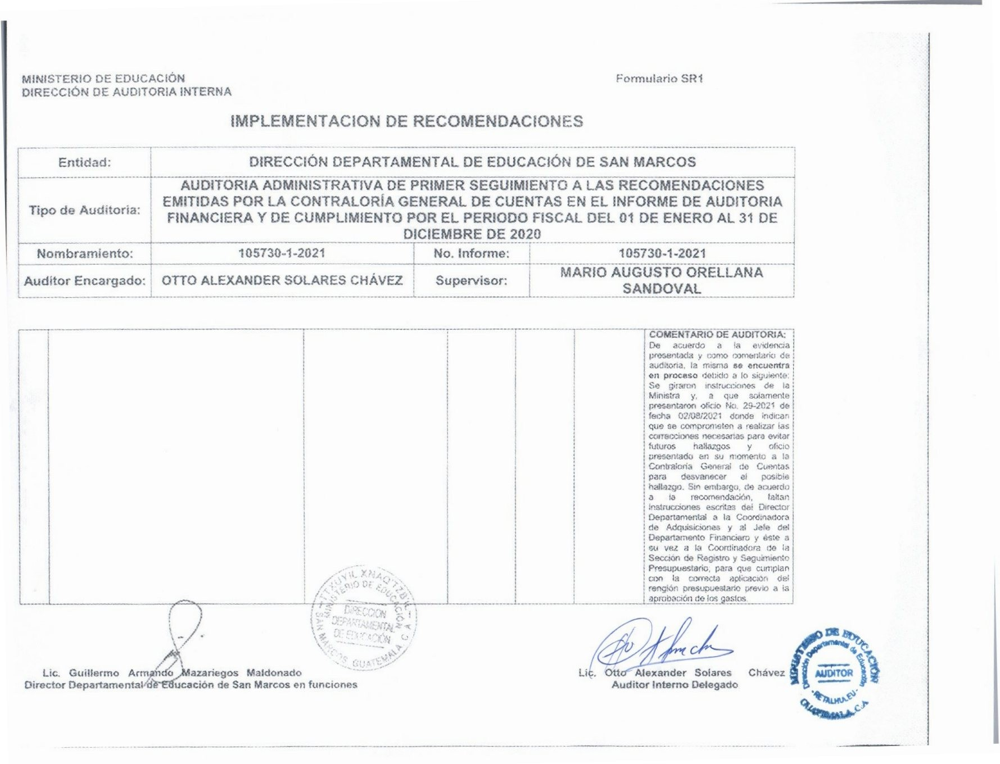 MINISTERIO DE EDUCACIÓN
DIRECCIÓN DE AUDITORIA INTERNA
Formulario SR1
IMPLEMENTACION DE RECOMENDACIONES
Entidad: DIRECCIÓN DEPARTAMENTAL DE EDUCACIÓN DE SAN MARCOS
Tipo de Auditoria: AUDITORIA ADMINISTRATIVA DE PRIMER SEGUIMIENTO A LAS RECOMENDACIONES
EMITIDAS POR LA CONTRALORÍA GENERAL DE CUENTAS EN EL INFORME DE AUDITORIA
FINANCIERA Y DE CUMPLIMIENTO POR EL PERIODO FISCAL DEL 01 DE ENERO AL 31 DE
DICIEMBRE DE 2020
Nombramiento: 105730-1-2021 No. Informe: 105730-1-2021
Auditor Encargado: OTTO ALEXANDER SOLARES CHÁVEZ Supervisor: MARIO AUGUSTO ORELLANA
SANDOVAL
COMENTARIO DE AUDITORIA:
De acuerdo a la evidencia
presentada y como comentario de
auditoria, la misma se encuentra
en proceso debido a lo siguiente:
Se giraron instrucciones de la
Ministra y, a que solamente
presentaron oficio No. 29-2021 de
fecha 02/08/2021 donde indican
que se comprometen a realizar las
correcciones necesarias para evitar
futuros hallazgos y oficio
presentado en su momento a la
Contraloría General de Cuentas
para desvanecer el posible
hallazgo. Sin embargo, de acuerdo
a la recomendación, faltan
instrucciones escritas del Director
Departamental a la Coordinadora
de Adquisiciones y al Jefe del
Departamento Financiero y éste a
su vez a la Coordinadora de la
Sección de Registro y Seguimiento
Presupuestario, para que cumplan
con la correcta aplicación del
renglón presupuestario previo a la
aprobación de los gastos.
MINISTERIO DE EDUCACIÓN
DIRECCION
DEPARTAMENTAL
DE EDUCACIÓN
SAN MARCOS, GUATEMALA, C. A.
Lic. Guillermo Armando Mazariegos Maldonado
Director Departamental de Educación de San Marcos en funciones
Lic. Otto Alexander Solares Chávez
Auditor Interno Delegado
MINISTERIO DE EDUCACIÓN
Dirección Departamental de Educación
AUDITOR
- RETALHULEU -
GUATEMALA, C.A